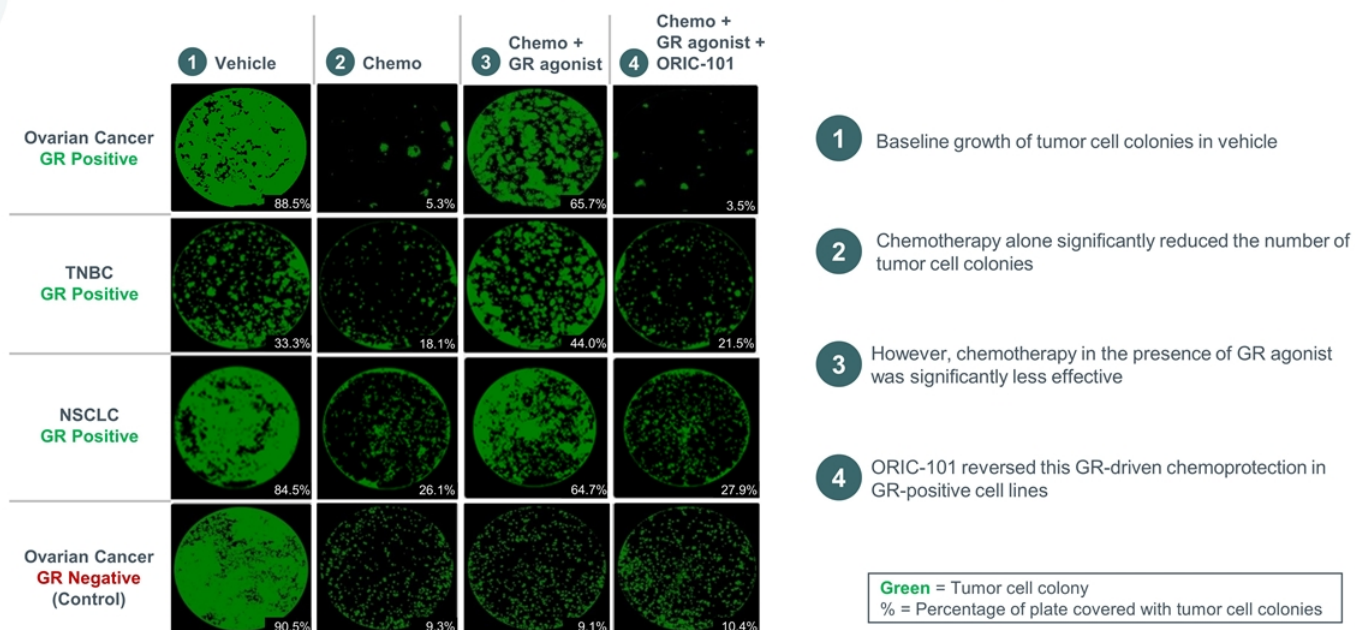 1 Vehicle
2 Chemo
3 Chemo +
GR agonist
4 Chemo +
GR agonist +
ORIC-101
Ovarian Cancer
GR Positive
88.5%
5.3%
65.7%
3.5%
TNBC
GR Positive
33.3%
18.1%
44.0%
21.5%
NSCLC
GR Positive
84.5%
26.1%
64.7%
27.9%
Ovarian Cancer
GR Negative
(Control)
90.5%
9.3%
9.1%
10.4%
1 Baseline growth of tumor cell colonies in vehicle
2 Chemotherapy alone significantly reduced the number of
tumor cell colonies
3 However, chemotherapy in the presence of GR agonist
was significantly less effective
4 ORIC-101 reversed this GR-driven chemoprotection in
GR-positive cell lines
Green = Tumor cell colony
% = Percentage of plate covered with tumor cell colonies